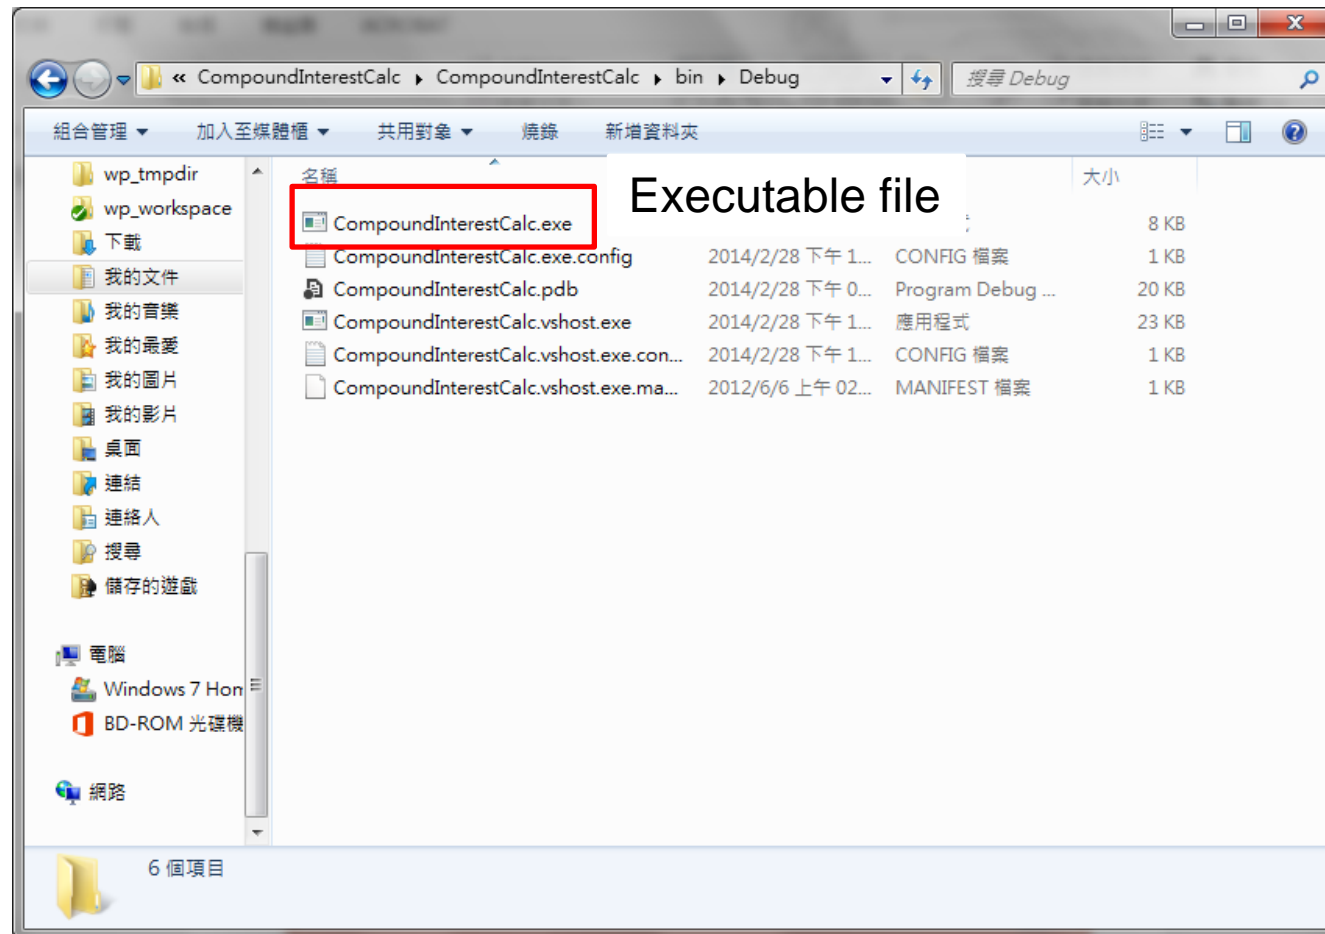 « CompoundInterestCalc ▸ CompoundInterestCalc ▸ bin ▸ Debug
搜尋 Debug
組合管理 加入至媒體櫃 共用對象 燒錄 新增資料夾
wp_tmpdir
wp_workspace
下載
我的文件
我的音樂
我的最愛
我的圖片
我的影片
桌面
連結
連絡人
搜尋
儲存的遊戲
電腦
Windows 7 Hom
BD-ROM 光碟機
網路
名稱 大小
Executable file
CompoundInterestCalc.exe 8 KB
CompoundInterestCalc.exe.config 2014/2/28 下午 1... CONFIG 檔案 1 KB
CompoundInterestCalc.pdb 2014/2/28 下午 0... Program Debug ... 20 KB
CompoundInterestCalc.vshost.exe 2014/2/28 下午 1... 應用程式 23 KB
CompoundInterestCalc.vshost.exe.con... 2014/2/28 下午 1... CONFIG 檔案 1 KB
CompoundInterestCalc.vshost.exe.ma... 2012/6/6 上午 02... MANIFEST 檔案 1 KB
6 個項目